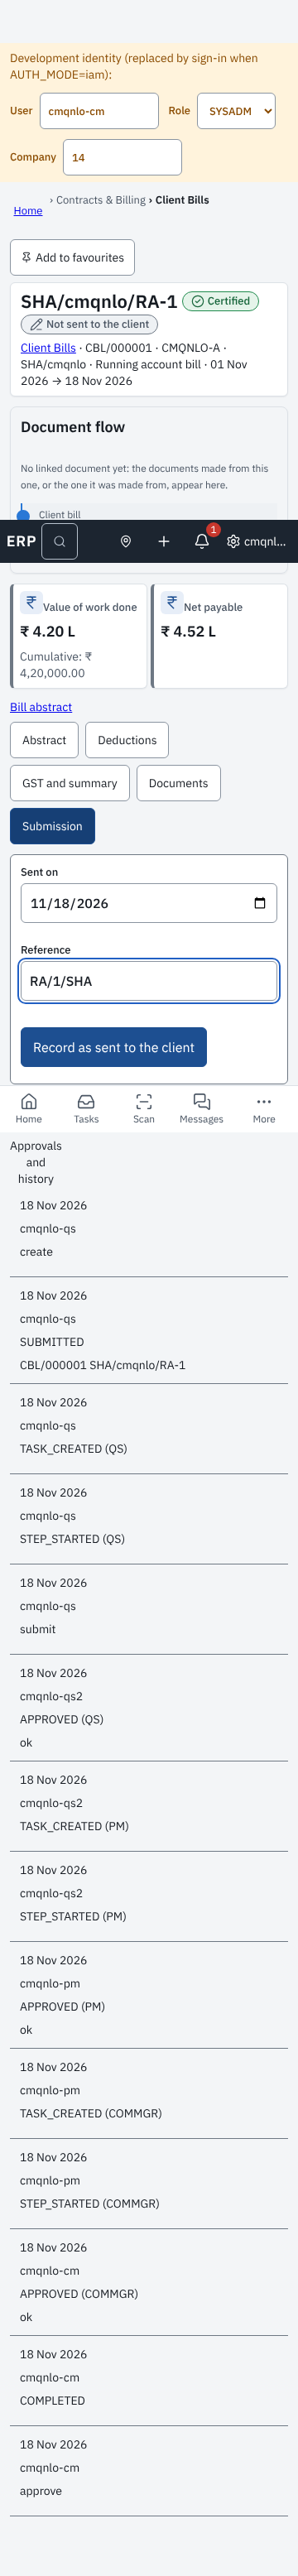 Development identity (replaced by sign-in when
AUTH_MODE=iam):
User cmqnlo-cm Role SYSADM
Company 14
Home › Contracts & Billing › Client Bills
Add to favourites
SHA/cmqnlo/RA-1 Certified
Not sent to the client
Client Bills · CBL/000001 · CMQNLO-A ·
SHA/cmqnlo · Running account bill · 01 Nov
2026 → 18 Nov 2026
Document flow
No linked document yet: the documents made from this
one, or the one it was made from, appear here.
Client bill
ERP 1 cmqnl...
₹ Value of work done
₹ 4.20 L
Cumulative: ₹
4,20,000.00
₹ Net payable
₹ 4.52 L
Bill abstract
Abstract Deductions
GST and summary Documents
Submission
Sent on
11/18/2026
Reference
RA/1/SHA
Record as sent to the client
Home Tasks Scan Messages More
Approvals
and
history
18 Nov 2026
cmqnlo-qs
create
18 Nov 2026
cmqnlo-qs
SUBMITTED
CBL/000001 SHA/cmqnlo/RA-1
18 Nov 2026
cmqnlo-qs
TASK_CREATED (QS)
18 Nov 2026
cmqnlo-qs
STEP_STARTED (QS)
18 Nov 2026
cmqnlo-qs
submit
18 Nov 2026
cmqnlo-qs2
APPROVED (QS)
ok
18 Nov 2026
cmqnlo-qs2
TASK_CREATED (PM)
18 Nov 2026
cmqnlo-qs2
STEP_STARTED (PM)
18 Nov 2026
cmqnlo-pm
APPROVED (PM)
ok
18 Nov 2026
cmqnlo-pm
TASK_CREATED (COMMGR)
18 Nov 2026
cmqnlo-pm
STEP_STARTED (COMMGR)
18 Nov 2026
cmqnlo-cm
APPROVED (COMMGR)
ok
18 Nov 2026
cmqnlo-cm
COMPLETED
18 Nov 2026
cmqnlo-cm
approve